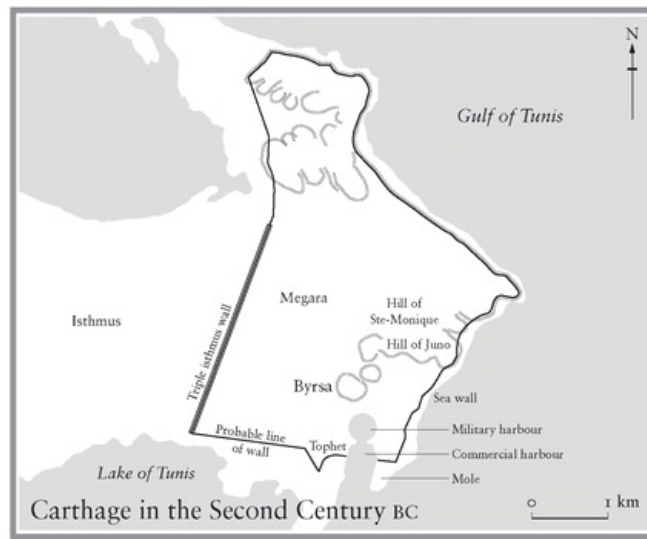 N
Gulf of Tunis
Megara
Hill of
Ste-Monique
Isthmus
Triple isthmus wall
Hill of Juno
Byrsa
Sea wall
Probable line
of wall
Tophet
Military harbour
Commercial harbour
Lake of Tunis
Mole
Carthage in the Second Century BC
0 1 km